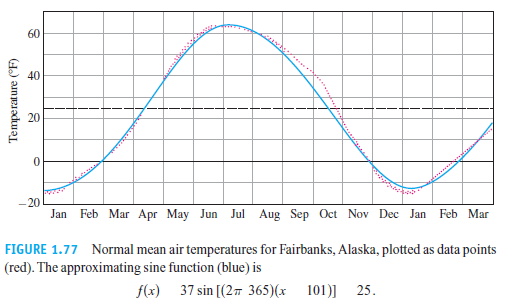 Temperature (°F)
60
40
20
0
−20
Jan Feb Mar Apr May Jun Jul Aug Sep Oct Nov Dec Jan Feb Mar
FIGURE 1.77 Normal mean air temperatures for Fairbanks, Alaska, plotted as data points
(red). The approximating sine function (blue) is
f(x) 37 sin [(2π 365)(x 101)] 25.